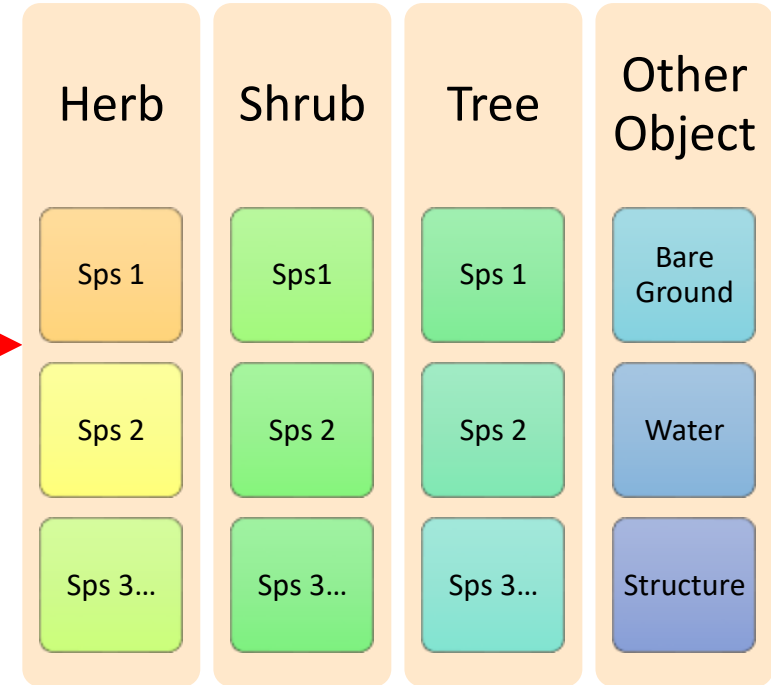 Herb
Sps 1
Sps 2
Sps 3...
Shrub
Sps1
Sps 2
Sps 3...
Tree
Sps 1
Sps 2
Sps 3...
Other
Object
Bare
Ground
Water
Structure